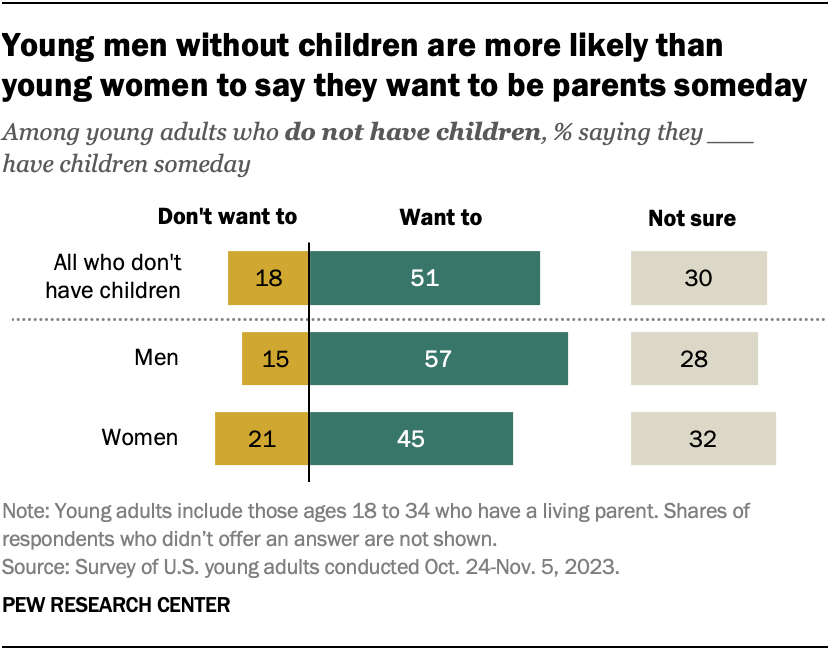 Young men without children are more likely than
young women to say they want to be parents someday
Among young adults who do not have children, % saying they ____
have children someday
Don't want to Want to Not sure
All who don't
have children 18 51 30
Men 15 57 28
Women 21 45 32
Note: Young adults include those ages 18 to 34 who have a living parent. Shares of
respondents who didn’t offer an answer are not shown.
Source: Survey of U.S. young adults conducted Oct. 24-Nov. 5, 2023.
PEW RESEARCH CENTER